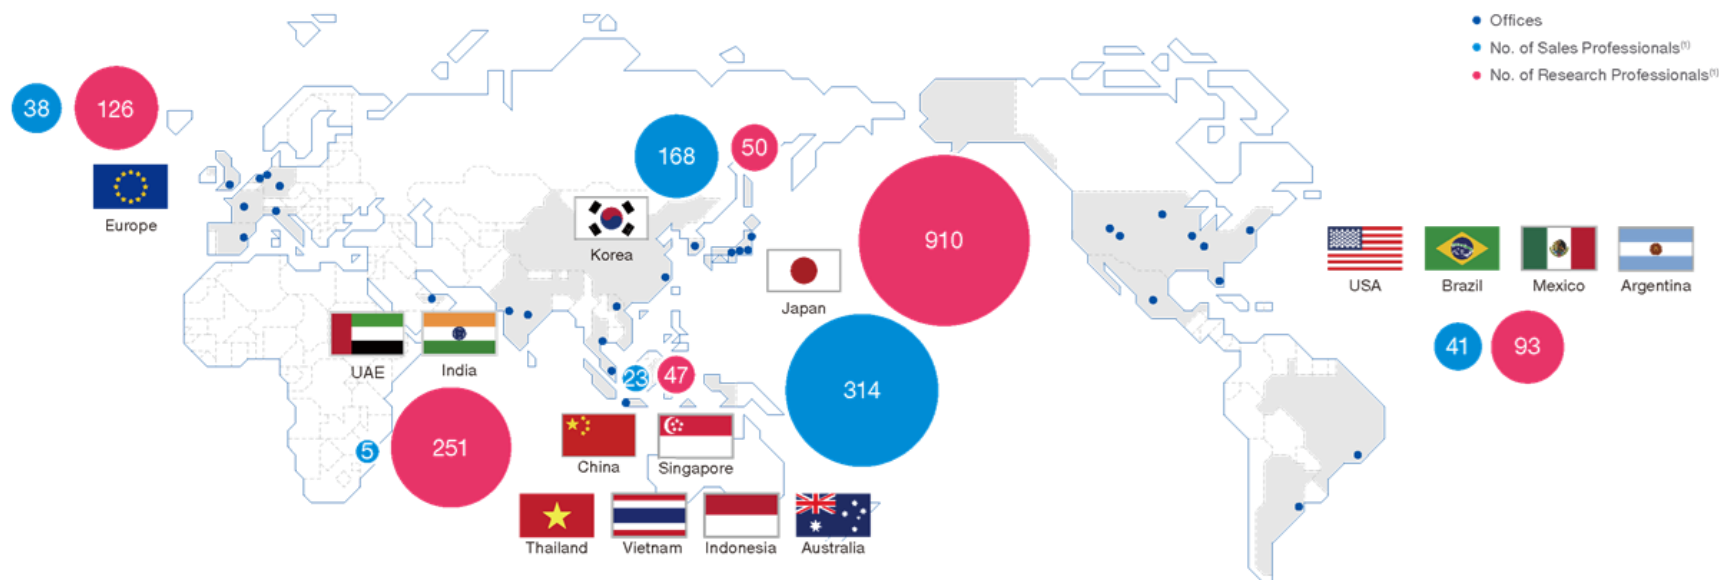 Offices
No. of Sales Professionals(1)
No. of Research Professionals(1)
38
126
Europe
168
50
Korea
910
Japan
314
USA
Brazil
Mexico
Argentina
41
93
UAE
India
5
251
23
47
China
Singapore
Thailand
Vietnam
Indonesia
Australia